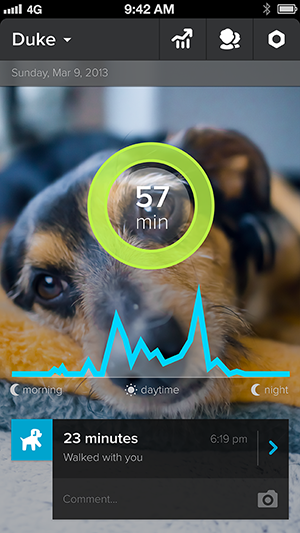 4G 9:42 AM
Duke
Sunday, Mar 9, 2013
57
min
morning daytime night
23 minutes 6:19 pm
Walked with you
Comment...